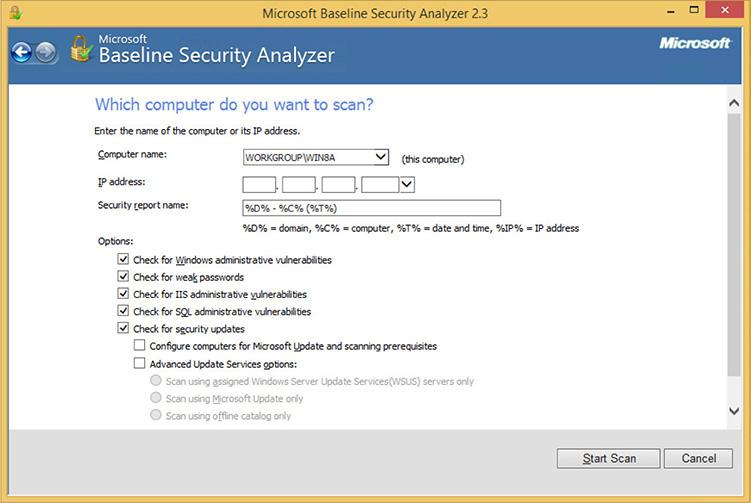 Microsoft Baseline Security Analyzer 2.3
Microsoft
Baseline Security Analyzer
Microsoft
Which computer do you want to scan?
Enter the name of the computer or its IP address.
Computer name: WORKGROUP\WIN8A (this computer)
IP address: . . .
Security report name: %D% - %C% (%T%)
%D% = domain, %C% = computer, %T% = date and time, %IP% = IP address
Options:
Check for Windows administrative vulnerabilities
Check for weak passwords
Check for IIS administrative vulnerabilities
Check for SQL administrative vulnerabilities
Check for security updates
Configure computers for Microsoft Update and scanning prerequisites
Advanced Update Services options:
Scan using assigned Windows Server Update Services(WSUS) servers only
Scan using Microsoft Update only
Scan using offline catalog only
Start Scan Cancel